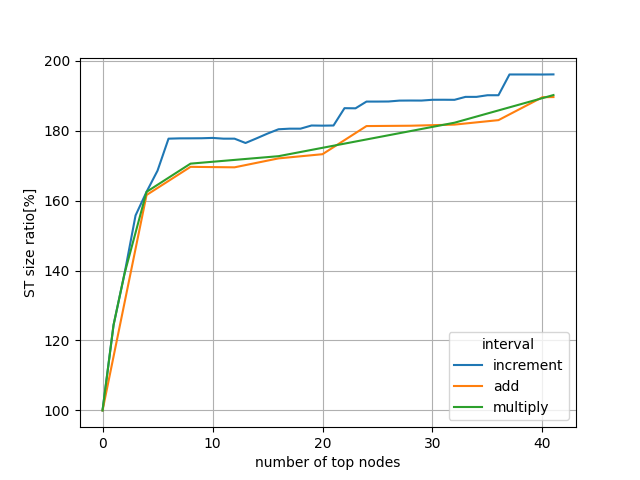 200
180
160
140
120
100
ST size ratio[%]
interval
increment
add
multiply
0
10
20
30
40
number of top nodes